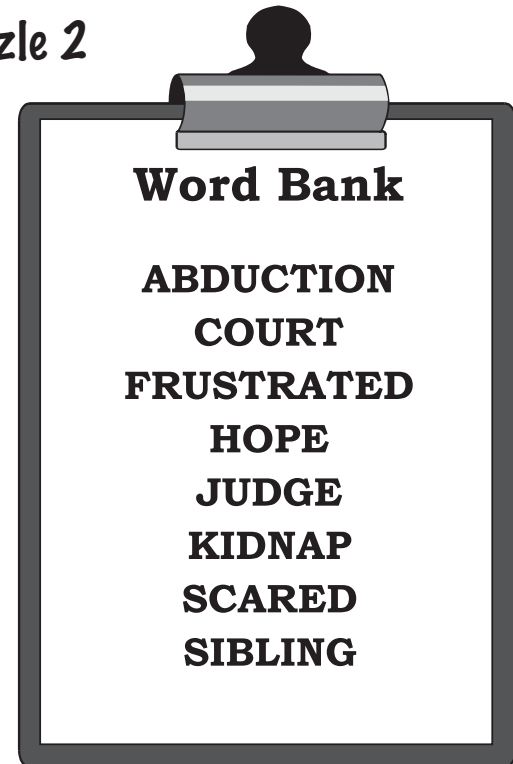 zle 2
Word Bank
ABDUCTION
COURT
FRUSTRATED
HOPE
JUDGE
KIDNAP
SCARED
SIBLING